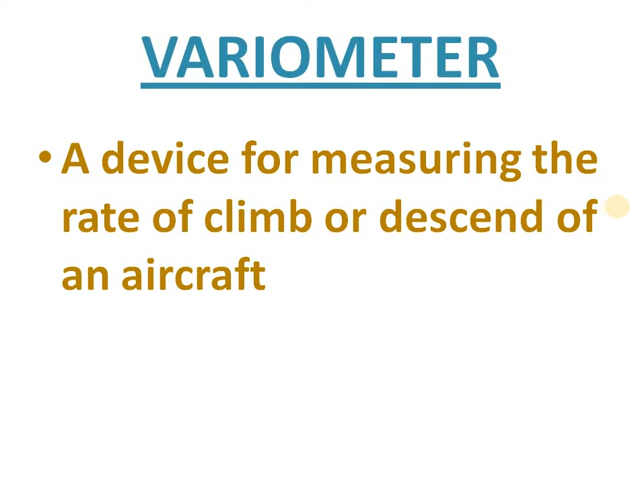 VARIOMETER
• A device for measuring the
rate of climb or descend of
an aircraft